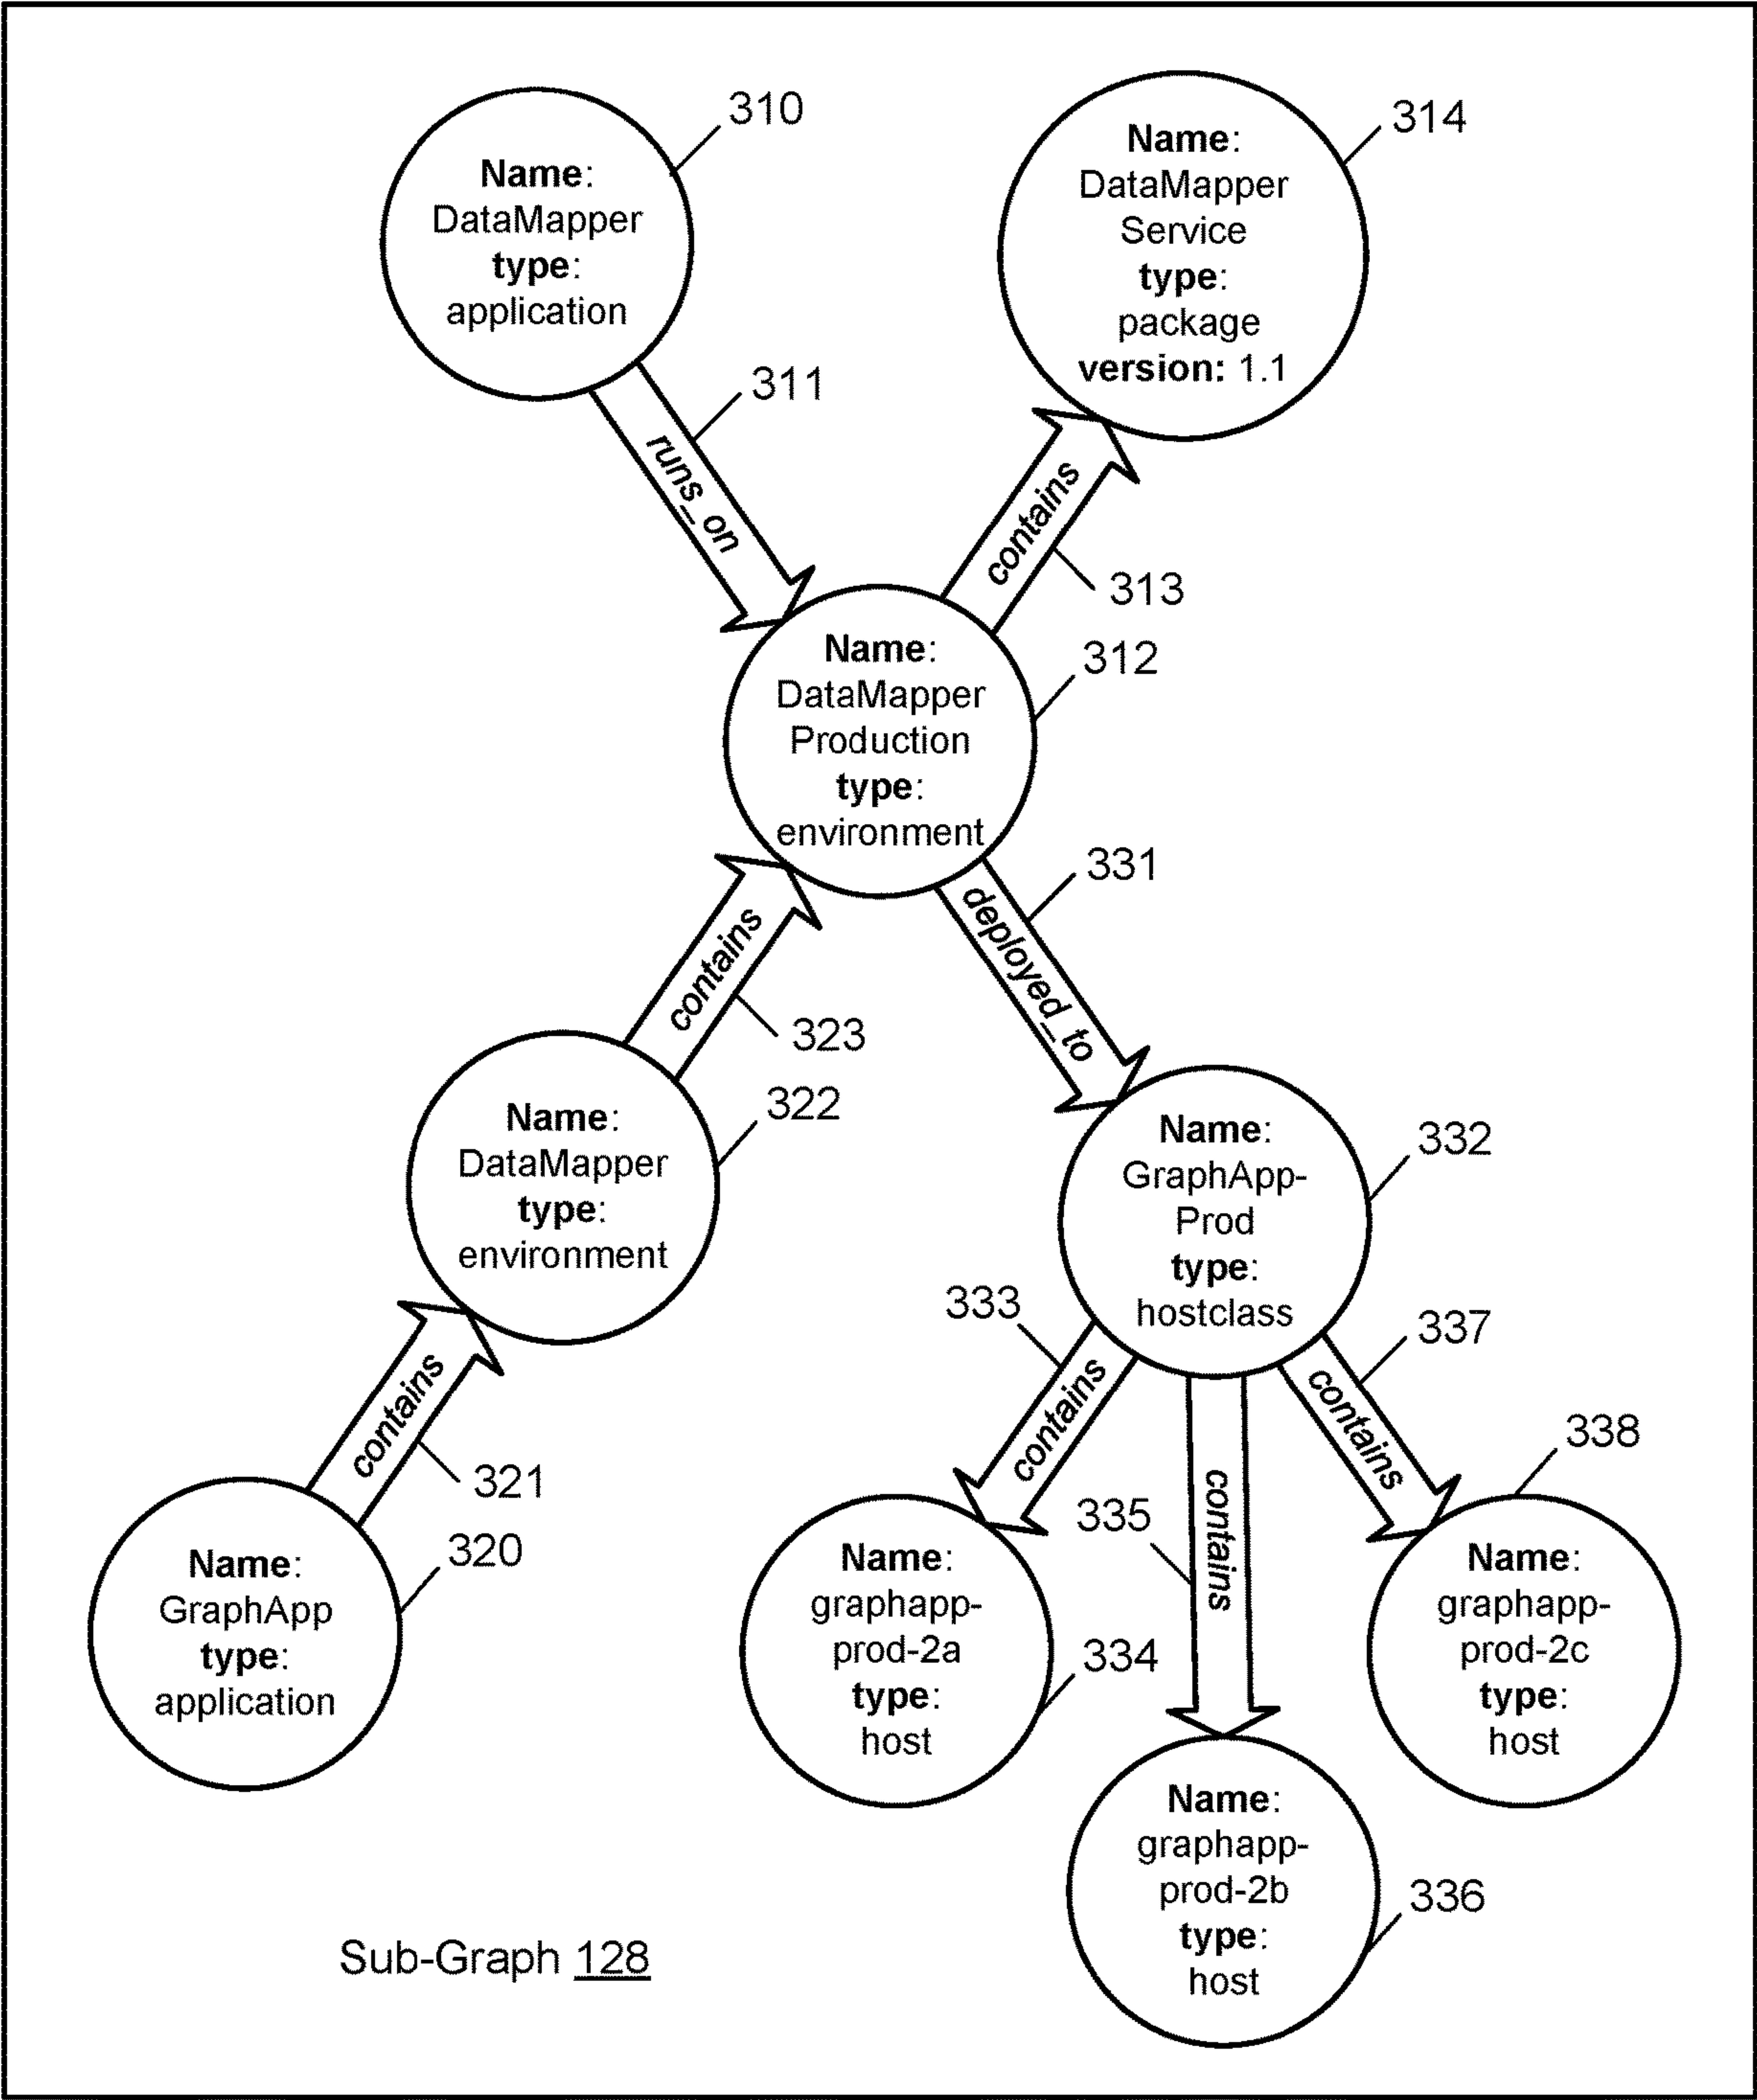 310
Name:
DataMapper
type:
application
314
Name:
DataMapper
Service
type:
package
version: 1.1
311
runs_on
contains
313
312
Name:
DataMapper
Production
type:
environment
331
deployed_to
contains
323
322
Name:
DataMapper
type:
environment
332
Name:
GraphApp-
Prod
type:
hostclass
333
contains
337
contains
335
contains
338
contains
321
320
Name:
GraphApp
type:
application
Name:
graphapp-
prod-2a
type:
host
334
Name:
graphapp-
prod-2c
type:
host
Name:
graphapp-
prod-2b
type:
host
336
Sub-Graph 128